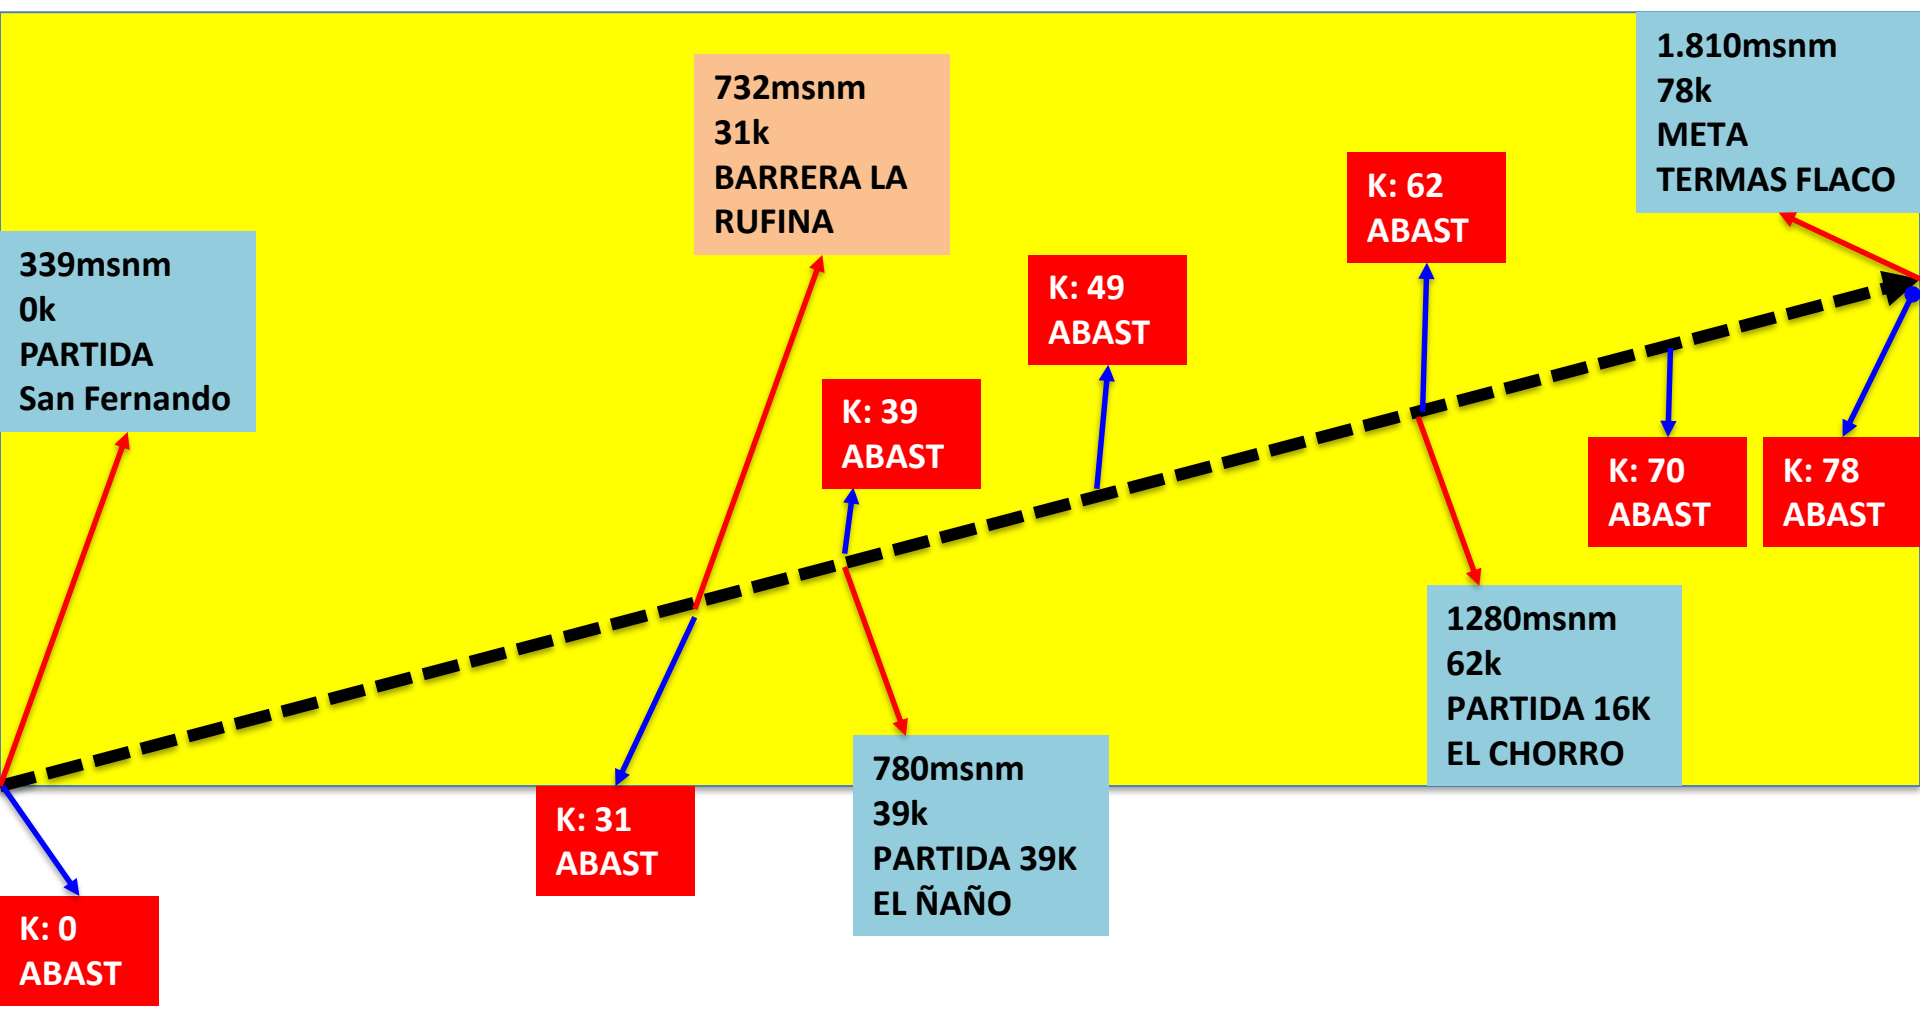 339msnm
0k
PARTIDA
San Fernando
732msnm
31k
BARRERA LA
RUFINA
1.810msnm
78k
META
TERMAS FLACO
K: 62
ABAST
K: 49
ABAST
K: 39
ABAST
K: 70
ABAST
K: 78
ABAST
1280msnm
62k
PARTIDA 16K
EL CHORRO
780msnm
39k
PARTIDA 39K
EL ÑAÑO
K: 31
ABAST
K: 0
ABAST